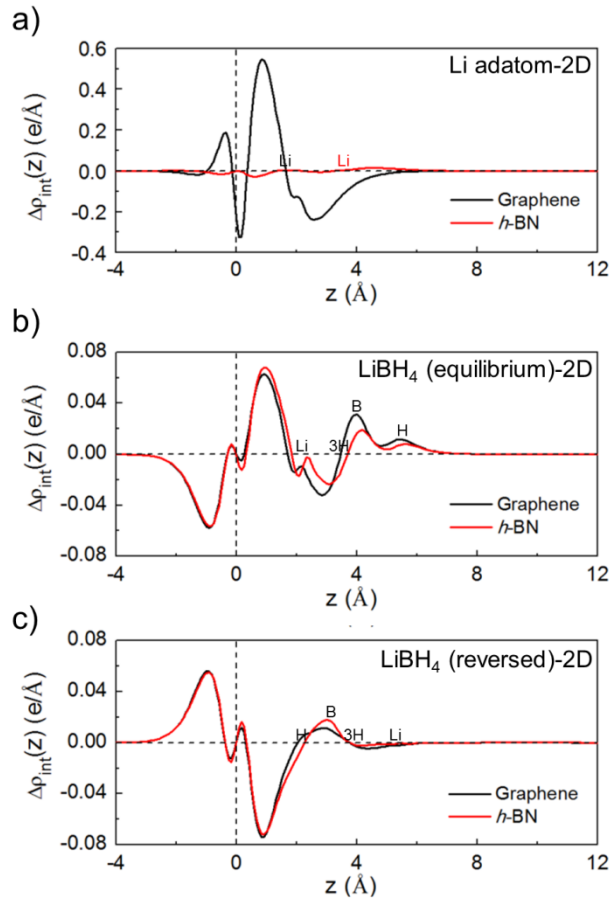 a)
Li adatom-2D
Δρint(z) (e/Å)
0.6
0.4
0.2
0.0
-0.2
-0.4
Li
Li
Graphene
h-BN
-4
0
4
8
12
z (Å)
b)
LiBH4 (equilibrium)-2D
Δρint(z) (e/Å)
0.08
0.04
0.00
-0.04
-0.08
Li
3H
B
H
Graphene
h-BN
-4
0
4
8
12
z (Å)
c)
LiBH4 (reversed)-2D
Δρint(z) (e/Å)
0.08
0.04
0.00
-0.04
-0.08
H
B
3H
Li
Graphene
h-BN
-4
0
4
8
12
z (Å)